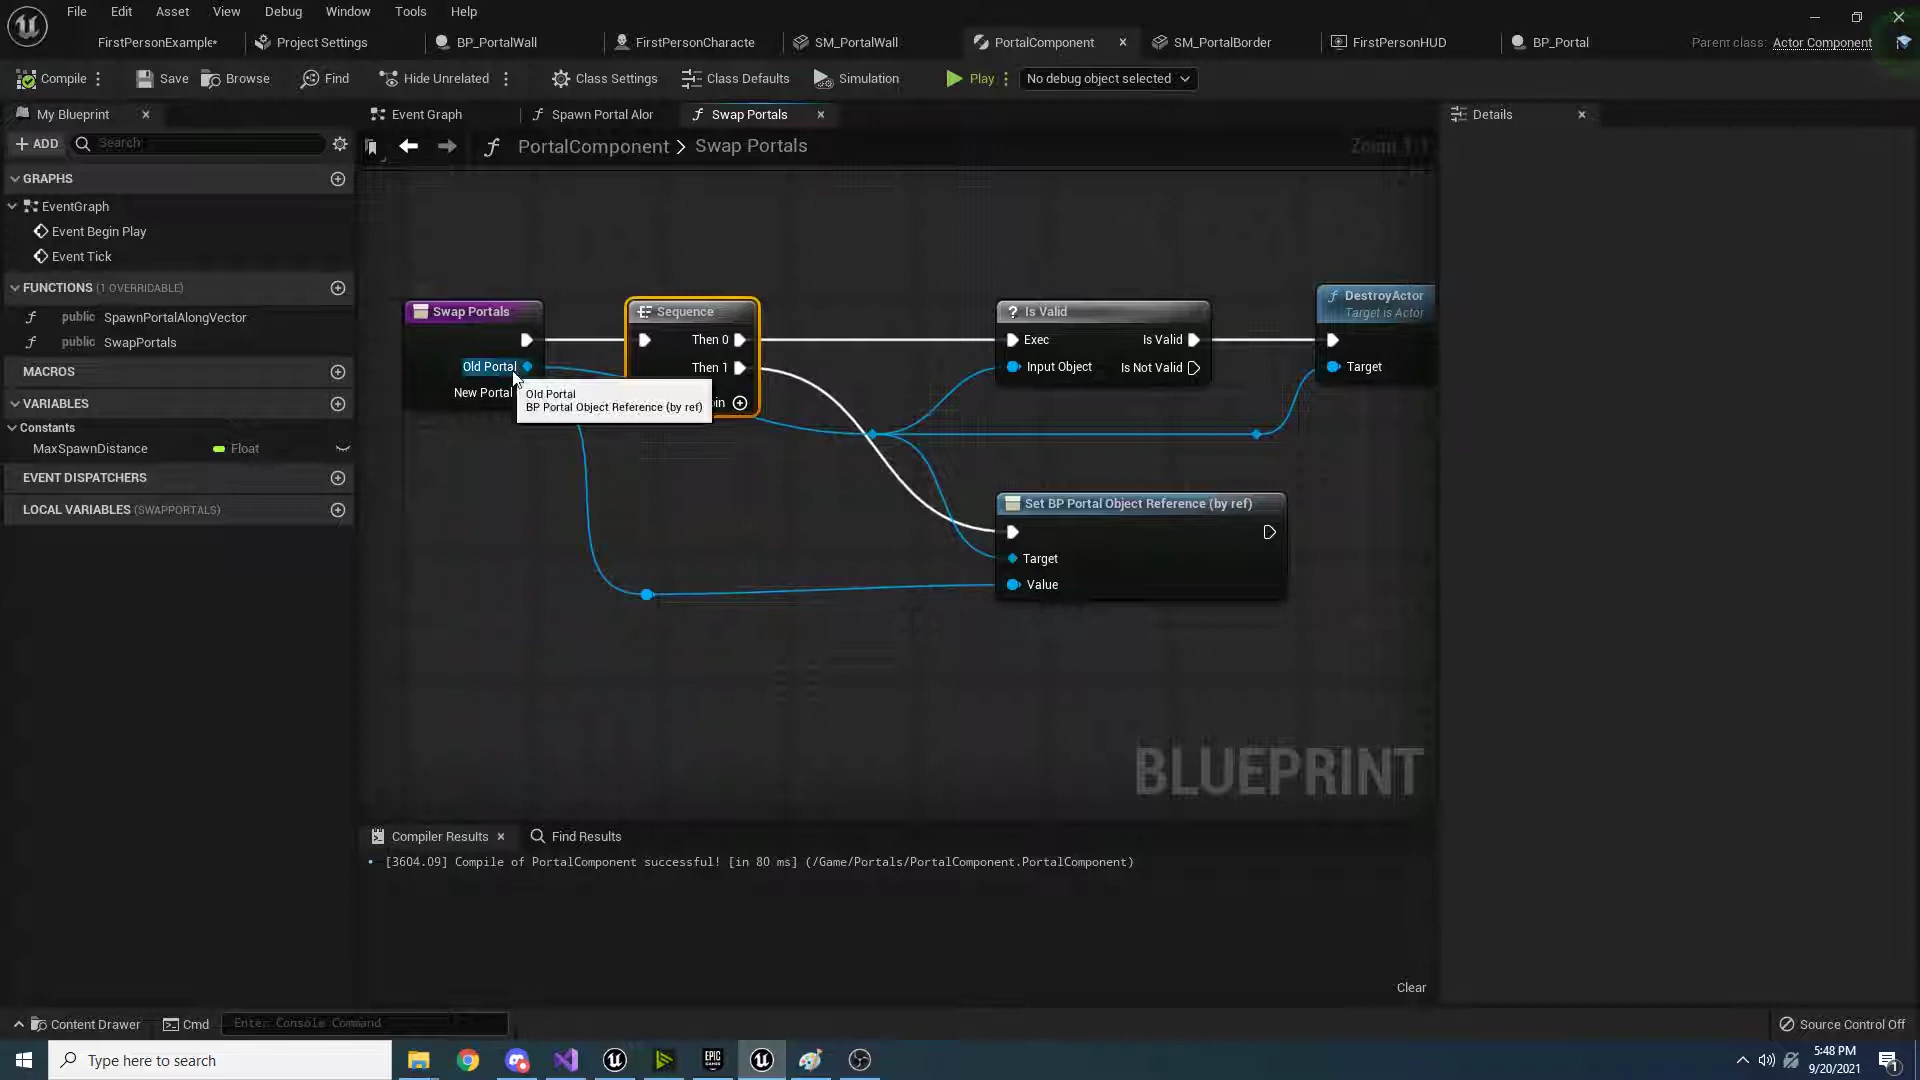 File Edit Asset View Debug Window Tools Help
FirstPersonExample* Project Settings BP_PortalWall FirstPersonCharacte SM_PortalWall PortalComponent SM_PortalBorder FirstPersonHUD BP_Portal Parent class: Actor Component
Compile Save Browse Find Hide Unrelated Class Settings Class Defaults Simulation Play No debug object selected
My Blueprint Event Graph Spawn Portal Alor Swap Portals Details
ADD Search PortalComponent > Swap Portals Zoom 1:1
GRAPHS
EventGraph
Event Begin Play
Event Tick
FUNCTIONS (1 OVERRIDABLE)
public SpawnPortalAlongVector
public SwapPortals
MACROS
VARIABLES
Constants
MaxSpawnDistance Float
EVENT DISPATCHERS
LOCAL VARIABLES (SWAPPORTALS)
Swap Portals
Old Portal
New Portal
Old Portal
BP Portal Object Reference (by ref)
Sequence
Then 0
Then 1
in
? Is Valid
Exec Is Valid
Input Object Is Not Valid
DestroyActor
Target is Actor
Target
Set BP Portal Object Reference (by ref)
Target
Value
BLUEPRINT
Compiler Results Find Results
[3604.09] Compile of PortalComponent successful! [in 80 ms] (/Game/Portals/PortalComponent.PortalComponent)
Clear
Content Drawer Cmd Enter Console Command Source Control Off
Type here to search
EPIC GAMES
5:48 PM
9/20/2021
1